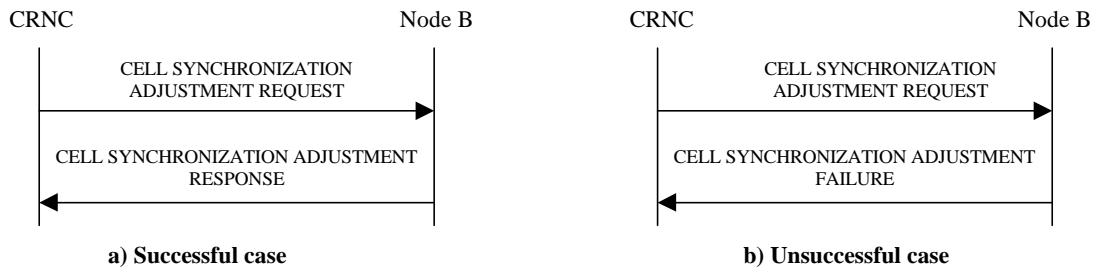 CRNC
Node B
CELL SYNCHRONIZATION
ADJUSTMENT REQUEST
CELL SYNCHRONIZATION ADJUSTMENT
RESPONSE
a) Successful case
CRNC
Node B
CELL SYNCHRONIZATION
ADJUSTMENT REQUEST
CELL SYNCHRONIZATION ADJUSTMENT
FAILURE
b) Unsuccessful case